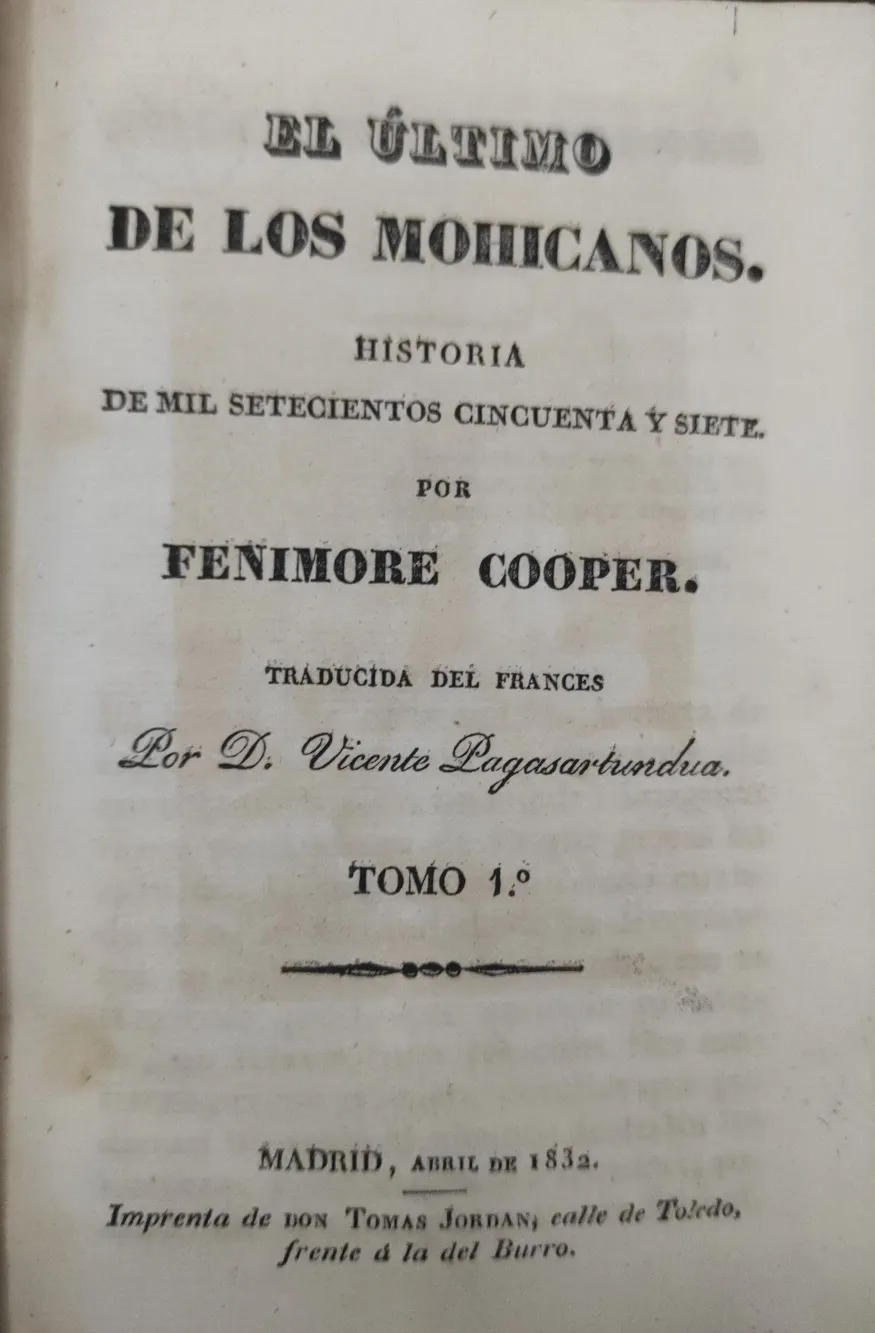 EL ÚLTIMO
DE LOS MOHICANOS.
HISTORIA
DE MIL SETECIENTOS CINCUENTA Y SIETE.
POR
FENIMORE COOPER.
TRADUCIDA DEL FRANCES
Por D. Vicente Pagasartundua.
TOMO 1.º
MADRID, ABRIL DE 1832.
Imprenta de DON TOMAS JORDAN, calle de Toledo,
frente á la del Burro.